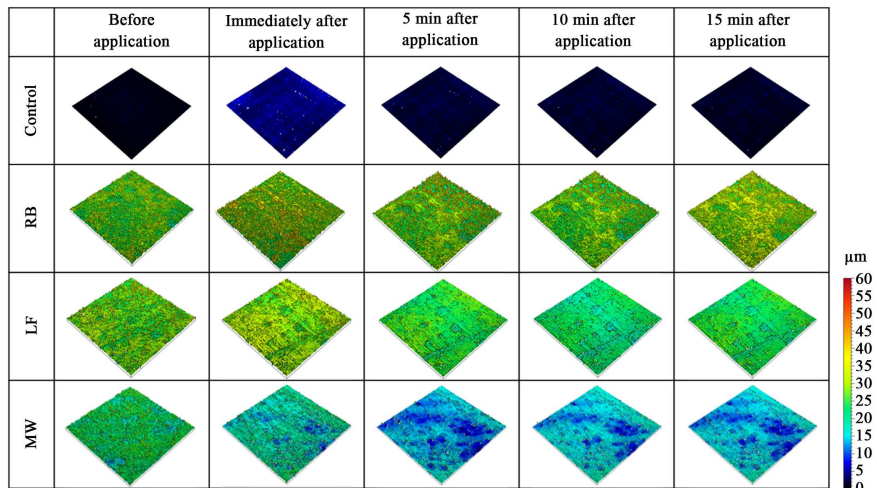 Before
application
Immediately after
application
5 min after
application
10 min after
application
15 min after
application
Control
RB
LF
MW
µm
60
55
50
45
40
35
30
25
20
15
10
5
0